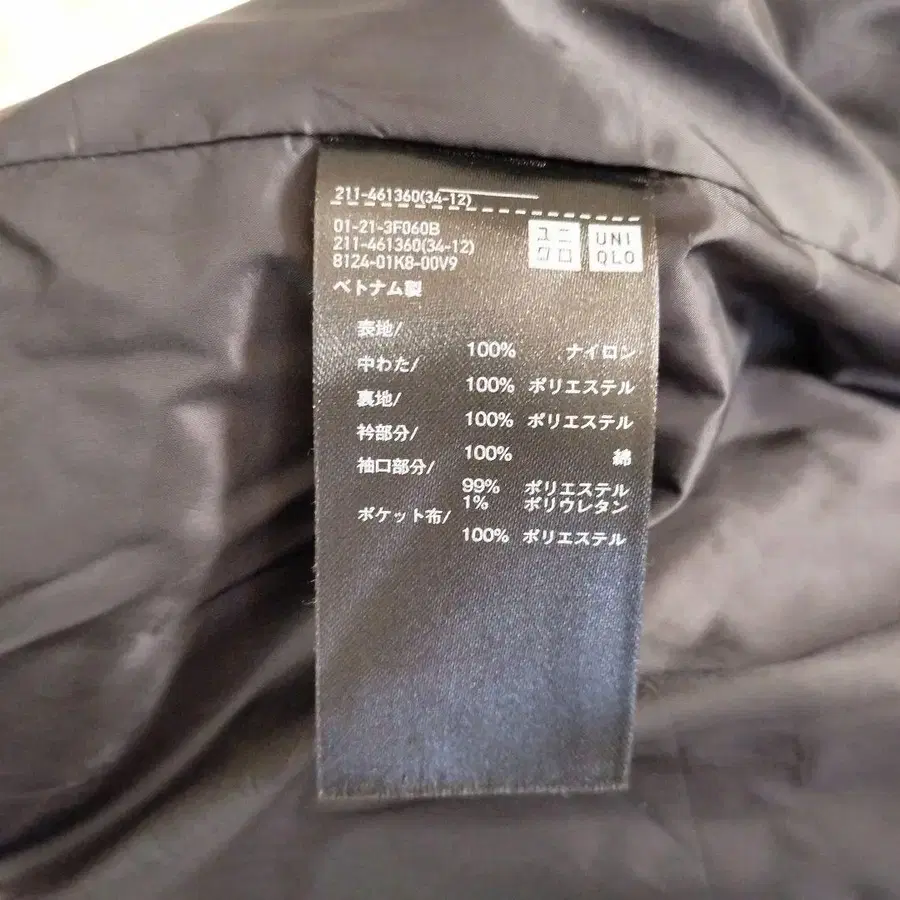 211-461360(34-12)
01-21-3F060B
211-461360(34-12)
8124-01K8-00V9
ユニ
クロ
UNI
QLO
ベトナム製
表地/
100% ナイロン
中わた/
100% ポリエステル
裏地/
100% ポリエステル
衿部分/
100% 綿
袖口部分/
99% ポリエステル
1% ポリウレタン
ポケット布/
100% ポリエステル